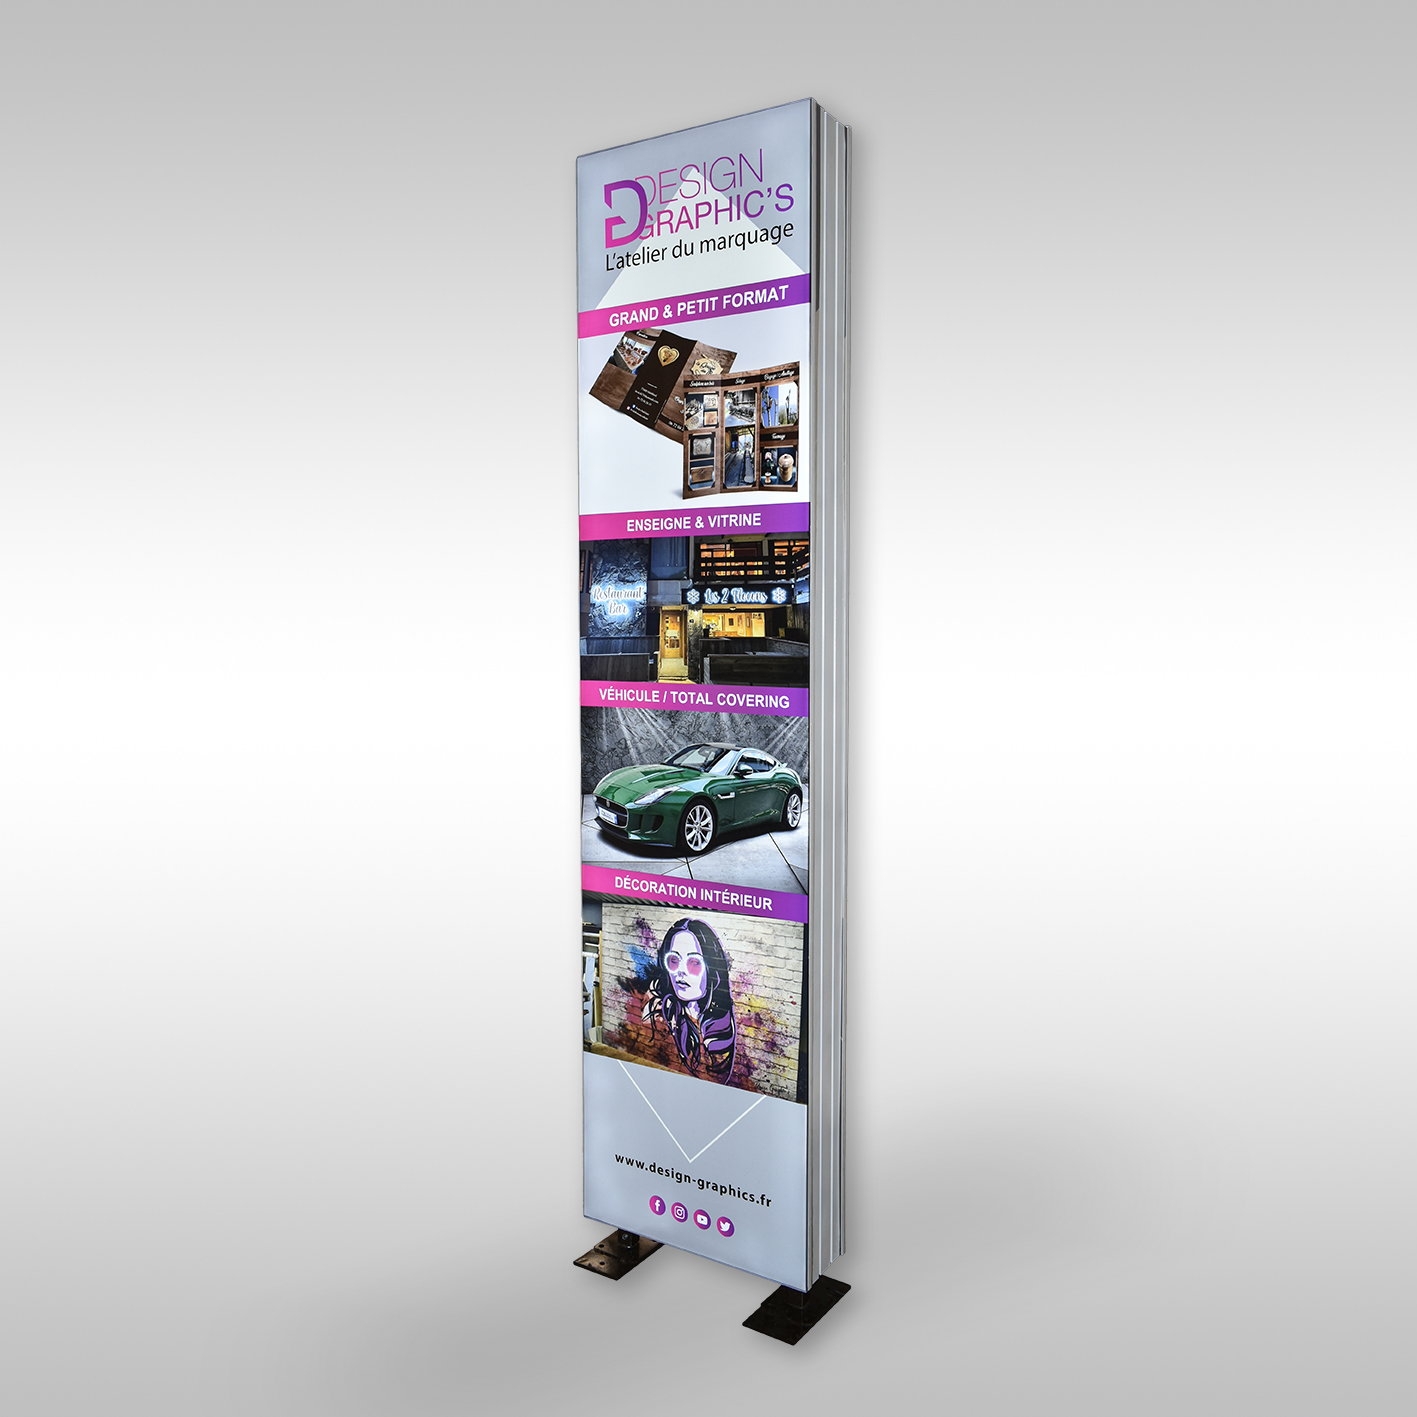 DESIGN
GRAPHIC'S
L'atelier du marquage
GRAND & PETIT FORMAT
ENSEIGNE & VITRINE
Restaurant
Bar
Les 2 Flocons
VÉHICULE / TOTAL COVERING
DÉCORATION INTÉRIEUR
www.design-graphics.fr